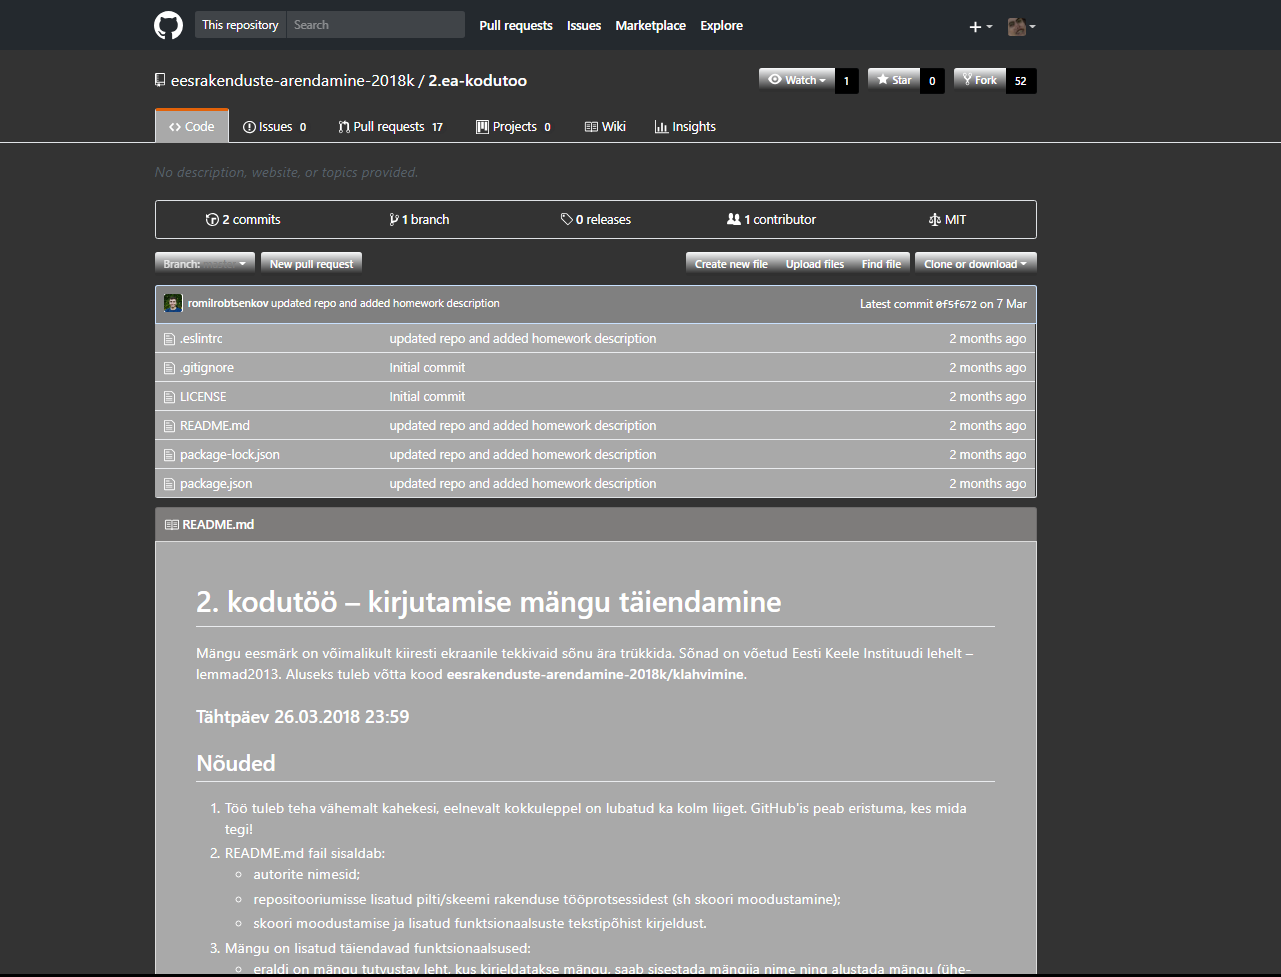 This repository Search Pull requests Issues Marketplace Explore
eesrakenduste-arendamine-2018k / 2.ea-kodutoo Watch 1 Star 0 Fork 52
Code Issues 0 Pull requests 17 Projects 0 Wiki Insights
No description, website, or topics provided.
2 commits 1 branch 0 releases 1 contributor MIT
Branch: master New pull request Create new file Upload files Find file Clone or download
romilrobtsenkov updated repo and added homework description Latest commit 0f5f672 on 7 Mar
.eslintrc updated repo and added homework description 2 months ago
.gitignore Initial commit 2 months ago
LICENSE Initial commit 2 months ago
README.md updated repo and added homework description 2 months ago
package-lock.json updated repo and added homework description 2 months ago
package.json updated repo and added homework description 2 months ago
README.md
2. kodutöö – kirjutamise mängu täiendamine
Mängu eesmärk on võimalikult kiiresti ekraanile tekkivaid sõnu ära trükkida. Sõnad on võetud Eesti Keele Instituudi lehelt –
lemmad2013. Aluseks tuleb võtta kood eesrakenduste-arendamine-2018k/klahvimine.
Tähtpäev 26.03.2018 23:59
Nõuded
1. Töö tuleb teha vähemalt kahekesi, eelnevalt kokkuleppel on lubatud ka kolm liiget. GitHub'is peab eristuma, kes mida
tegi!
2. README.md fail sisaldab:
autorite nimesid;
repositooriumisse lisatud pilti/skeemi rakenduse tööprotsessidest (sh skoori moodustamine);
skoori moodustamise ja lisatud funktsionaalsuste tekstipõhist kirjeldust.
3. Mängu on lisatud täiendavad funktsionaalsused:
eraldi on mängu tutvustav leht, kus kirjeldatakse mängu, saab sisestada mängija nime ning alustada mängu (ühe-